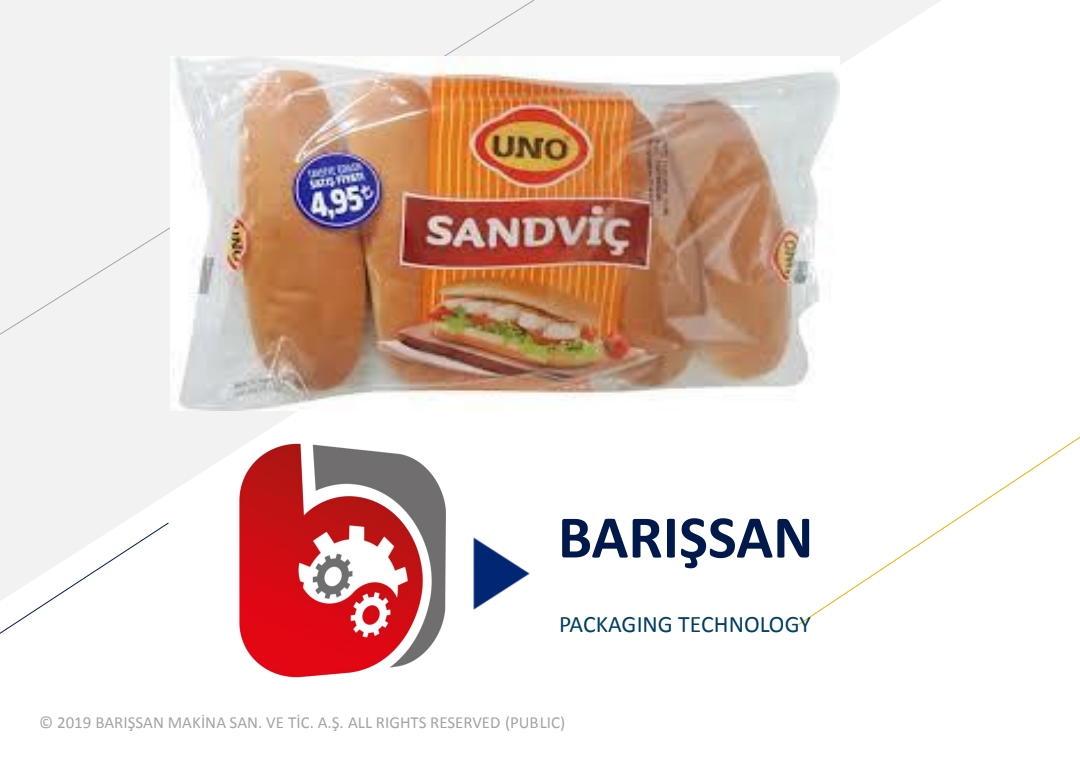 UNO
TAVSİYE EDİLEN
SATIŞ FİYATI
4,95₺
SANDVİÇ
UNO
UNO
BARIŞSAN
PACKAGING TECHNOLOGY
© 2019 BARIŞSAN MAKİNA SAN. VE TİC. A.Ş. ALL RIGHTS RESERVED (PUBLIC)